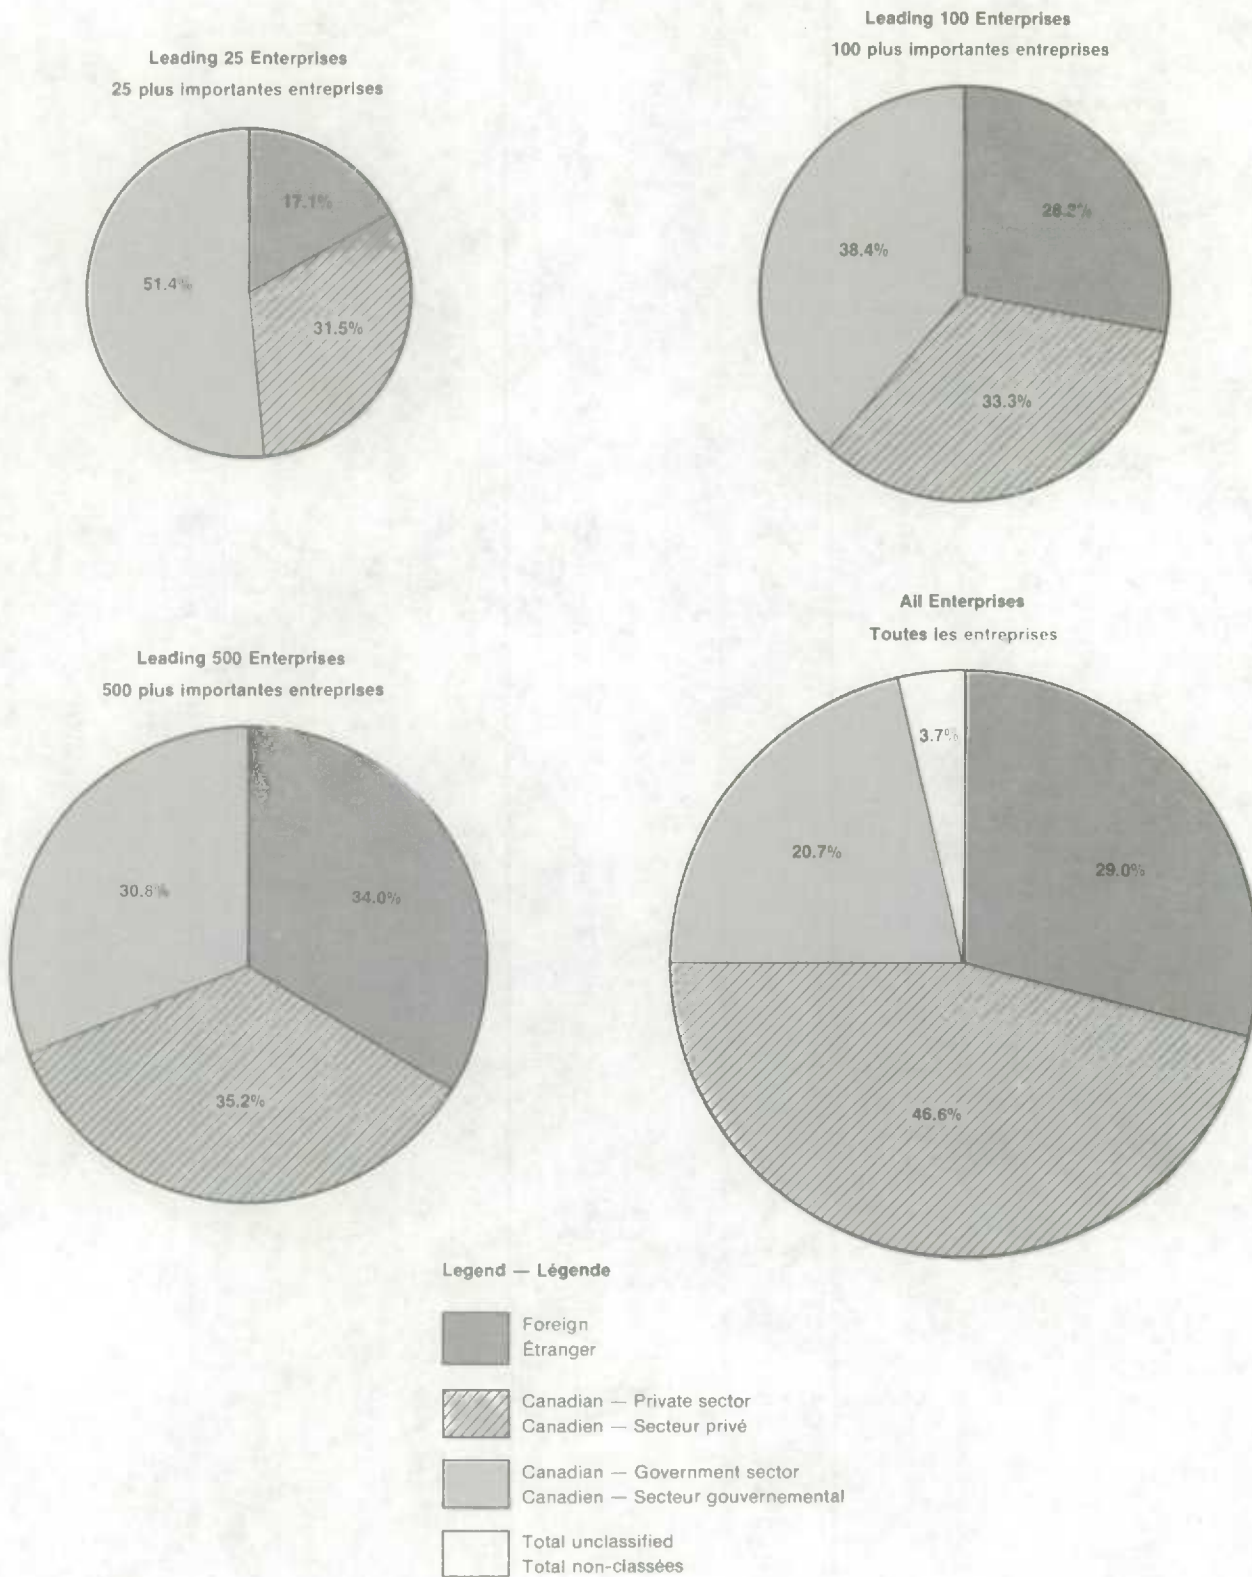 Leading 25 Enterprises
25 plus importantes entreprises
17.1%
51.4%
31.5%
Leading 100 Enterprises
100 plus importantes entreprises
28.2%
38.4%
33.3%
Leading 500 Enterprises
500 plus importantes entreprises
30.8%
34.0%
35.2%
All Enterprises
Toutes les entreprises
3.7%
20.7%
29.0%
46.6%
Legend — Légende
Foreign
Étranger
Canadian — Private sector
Canadien — Secteur privé
Canadian — Government sector
Canadien — Secteur gouvernemental
Total unclassified
Total non-classées